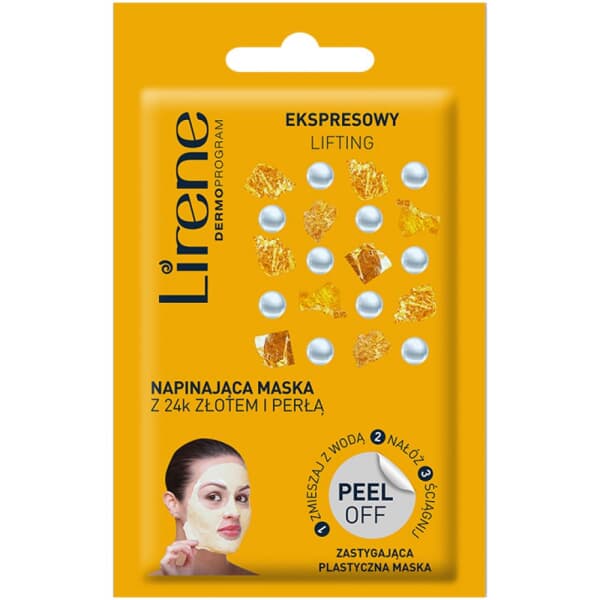 Lirene
DERMOPROGRAM
EKSPRESOWY
LIFTING
NAPINAJĄCA MASKA
Z 24k ZŁOTEM I PERŁĄ
1 ZMIESZAJ Z WODĄ 2 NAŁÓŻ 3 ŚCIĄGNIJ
PEEL
OFF
ZASTYGAJĄCA
PLASTYCZNA MASKA